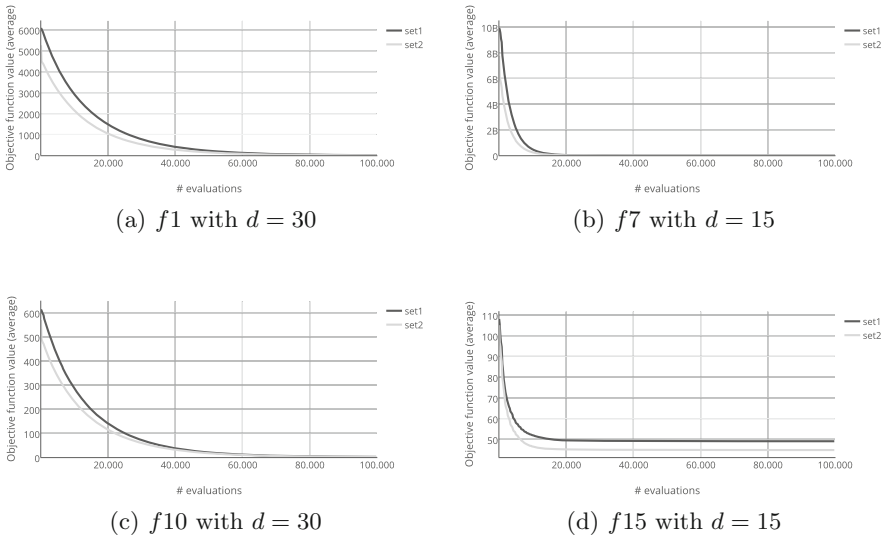 Objective function value (average)
6000
5000
4000
3000
2000
1000
0
20.000
40.000
60.000
80.000
100.000
# evaluations
set1
set2
(a) f1 with d = 30
Objective function value (average)
10B
8B
6B
4B
2B
0
20.000
40.000
60.000
80.000
100.000
# evaluations
set1
set2
(b) f7 with d = 15
Objective function value (average)
600
500
400
300
200
100
0
20.000
40.000
60.000
80.000
100.000
# evaluations
set1
set2
(c) f10 with d = 30
Objective function value (average)
110
100
90
80
70
60
50
20.000
40.000
60.000
80.000
100.000
# evaluations
set1
set2
(d) f15 with d = 15